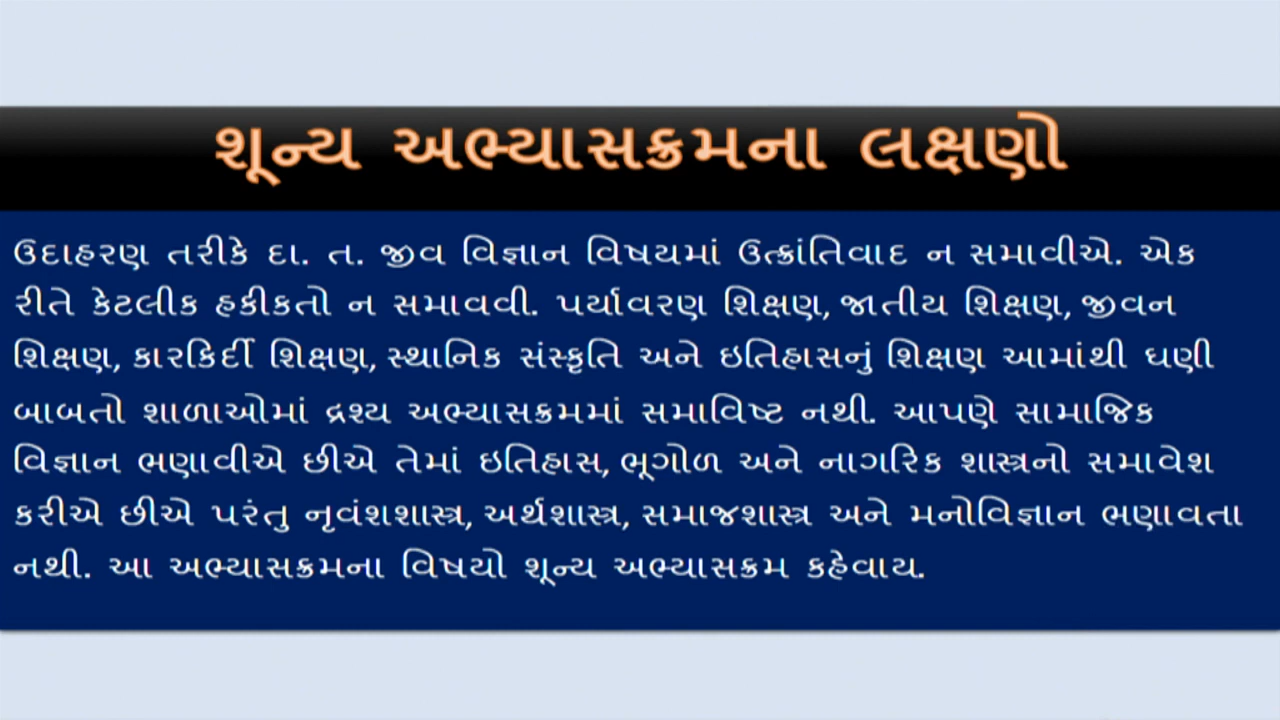 શૂન્ય અભ્યાસક્રમના લક્ષણો
ઉદાહરણ તરીકે દા. ત. જીવ વિજ્ઞાન વિષયમાં ઉત્ક્રાંતિવાદ ન સમાવીએ. એક
રીતે કેટલીક હકીકતો ન સમાવવી. પર્યાવરણ શિક્ષણ, જાતીય શિક્ષણ, જીવન
શિક્ષણ, કારકિર્દી શિક્ષણ, સ્થાનિક સંસ્કૃતિ અને ઇતિહાસનું શિક્ષણ આમાંથી ઘણી
બાબતો શાળાઓમાં દ્રશ્ય અભ્યાસક્રમમાં સમાવિષ્ટ નથી. આપણે સામાજિક
વિજ્ઞાન ભણાવીએ છીએ તેમાં ઇતિહાસ, ભૂગોળ અને નાગરિક શાસ્ત્રનો સમાવેશ
કરીએ છીએ પરંતુ નૃવંશશાસ્ત્ર, અર્થશાસ્ત્ર, સમાજશાસ્ત્ર અને મનોવિજ્ઞાન ભણાવતા
નથી. આ અભ્યાસક્રમના વિષયો શૂન્ય અભ્યાસક્રમ કહેવાય.